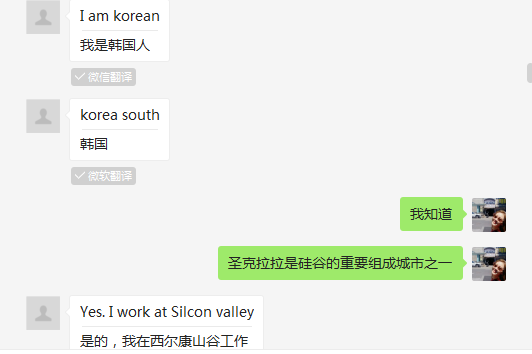 I am korean
我是韩国人
微信翻译
korea south
韩国
微软翻译
我知道
圣克拉拉是硅谷的重要组成城市之一
Yes. I work at Silcon valley
是的，我在西尔康山谷工作